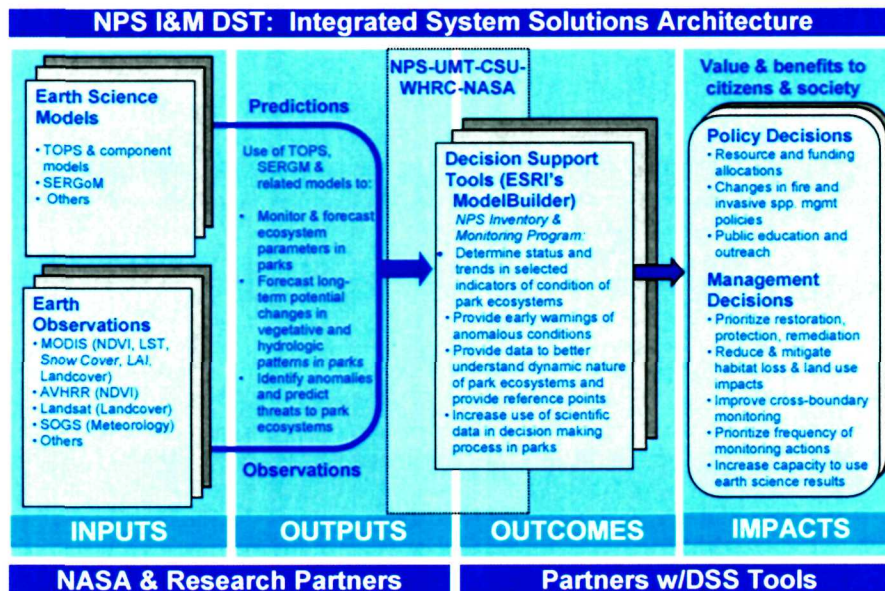 NPS I&M DST: Integrated System Solutions Architecture
Earth Science
Models
• TOPS & component
models
• SERGoM
• Others
Earth
Observations
• MODIS (NDVI, LST,
Snow Cover, LAI,
Landcover)
• AVHRR (NDVI)
• Landsat (Landcover)
• SOGS (Meteorology)
• Others
INPUTS
Predictions
Use of TOPS,
SERGM &
related models to:
• Monitor & forecast
ecosystem
parameters in
parks
• Forecast long-
term potential
changes in
vegetative and
hydrologic
patterns in parks
• Identify anomalies
and predict
threats to park
ecosystems
Observations
OUTPUTS
NPS-UMT-CSU-
WHRC-NASA
Decision Support
Tools (ESRI's
ModelBuilder)
NPS Inventory &
Monitoring Program:
• Determine status and
trends in selected
indicators of condition of
park ecosystems
• Provide early warnings of
anomalous conditions
• Provide data to better
understand dynamic nature
of park ecosystems and
provide reference points
• Increase use of scientific
data in decision making
process in parks
OUTCOMES
Value & benefits to
citizens & society
Policy Decisions
• Resource and funding
allocations
• Changes in fire and
invasive spp. mgmt
policies
• Public education and
outreach
Management
Decisions
• Prioritize restoration,
protection, remediation
• Reduce & mitigate
habitat loss & land use
impacts
• Improve cross-boundary
monitoring
• Prioritize frequency of
monitoring actions
• Increase capacity to use
earth science results
IMPACTS
NASA & Research Partners
Partners w/DSS Tools